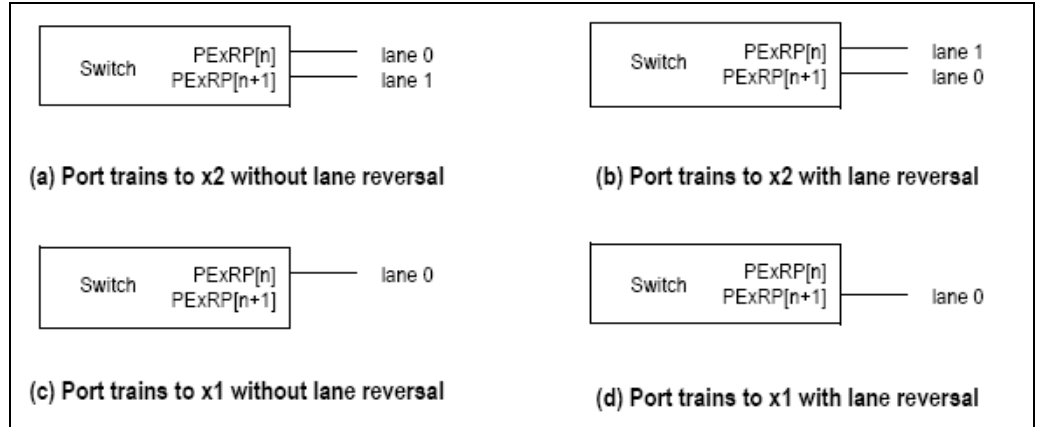 Switch
PExRP[n]
PExRP[n+1]
lane 0
lane 1
(a) Port trains to x2 without lane reversal
Switch
PExRP[n]
PExRP[n+1]
lane 1
lane 0
(b) Port trains to x2 with lane reversal
Switch
PExRP[n]
PExRP[n+1]
lane 0
(c) Port trains to x1 without lane reversal
Switch
PExRP[n]
PExRP[n+1]
lane 0
(d) Port trains to x1 with lane reversal